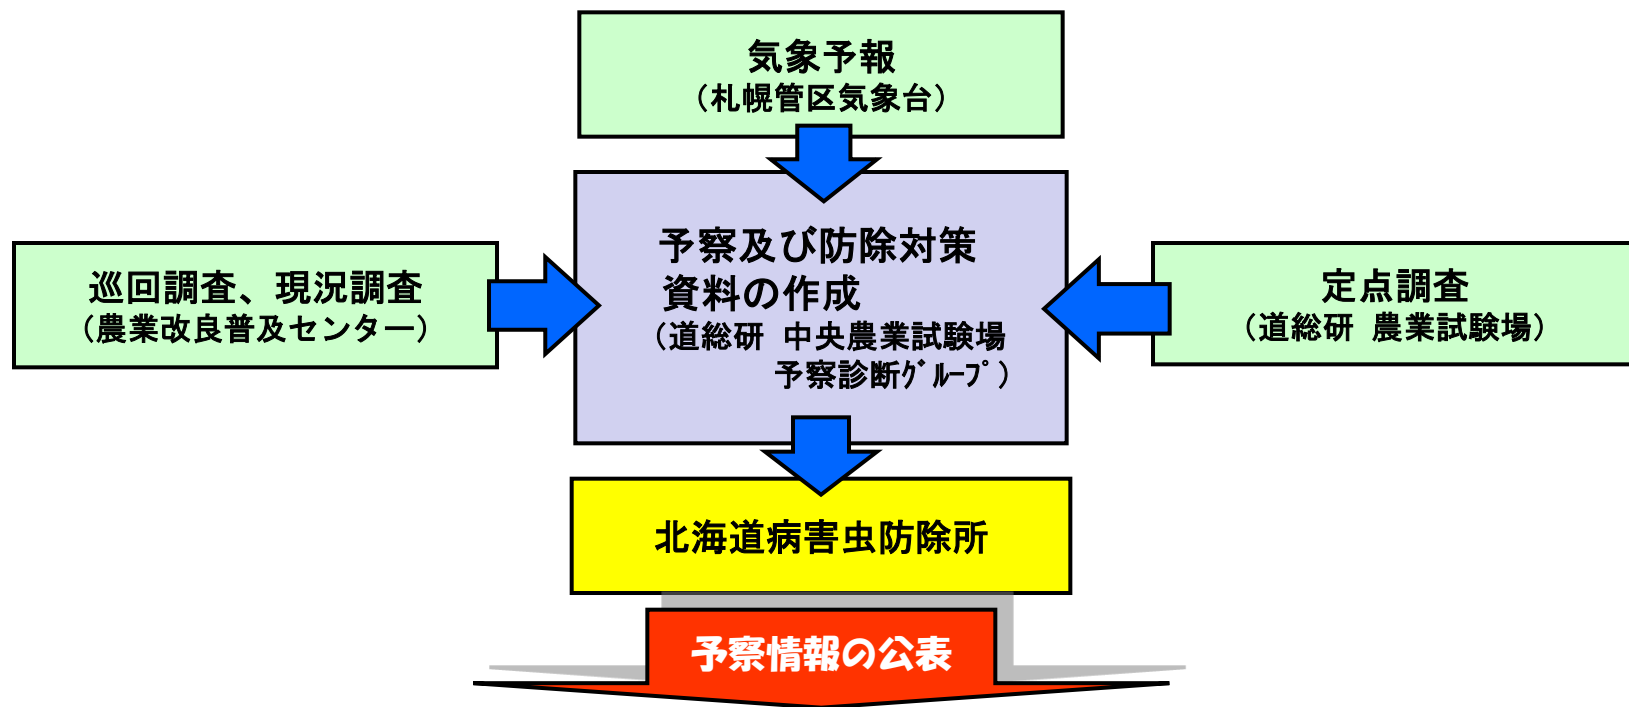 気象予報
（札幌管区気象台）
巡回調査、現況調査
（農業改良普及センター）
予察及び防除対策
資料の作成
（道総研 中央農業試験場
予察診断ｸﾞﾙｰﾌﾟ）
定点調査
（道総研 農業試験場）
北海道病害虫防除所
予察情報の公表